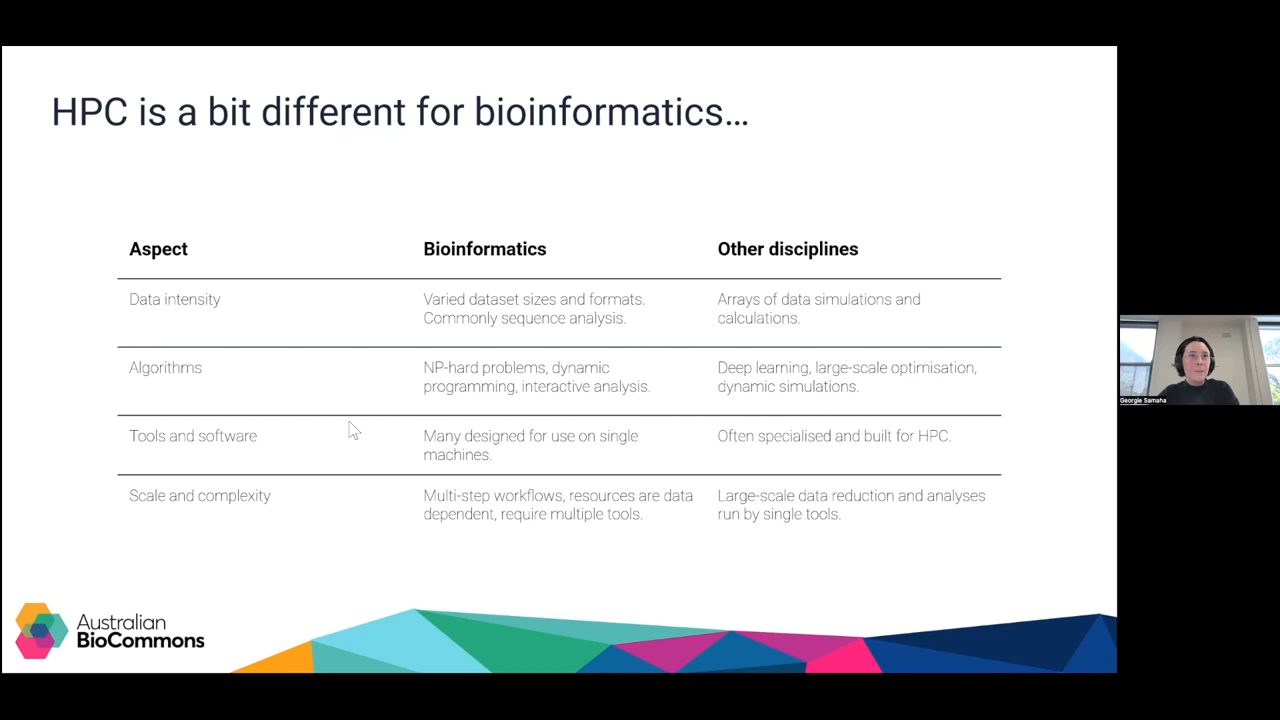 HPC is a bit different for bioinformatics…
Aspect
Bioinformatics
Other disciplines
Data intensity
Varied dataset sizes and formats.
Commonly sequence analysis.
Arrays of data simulations and
calculations.
Algorithms
NP-hard problems, dynamic
programming, interactive analysis.
Deep learning, large-scale optimisation,
dynamic simulations.
Tools and software
Many designed for use on single
machines.
Often specialised and built for HPC.
Scale and complexity
Multi-step workflows, resources are data
dependent, require multiple tools.
Large-scale data reduction and analyses
run by single tools.
Australian
BioCommons
Georgie Samaha